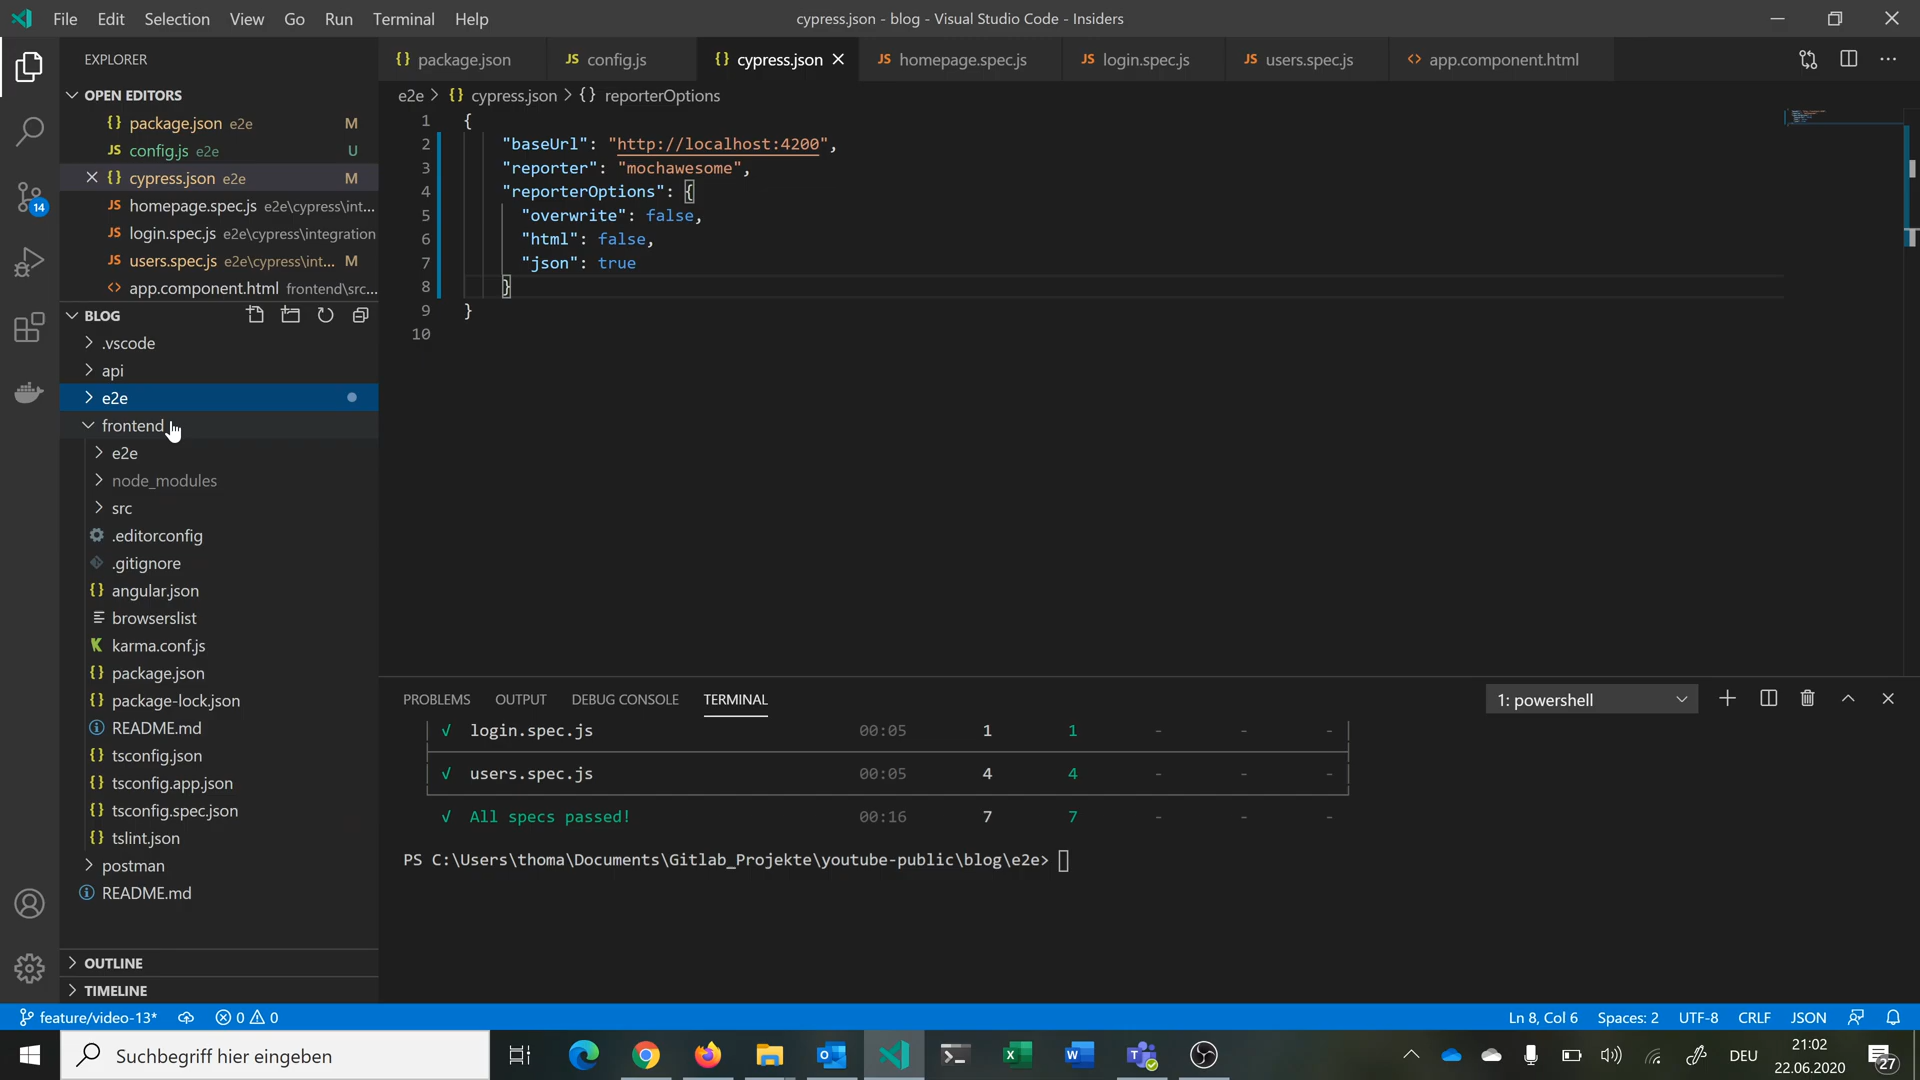 File Edit Selection View Go Run Terminal Help
cypress.json - blog - Visual Studio Code - Insiders
EXPLORER
OPEN EDITORS
{} package.json e2e M
JS config.js e2e U
{} cypress.json e2e M
JS homepage.spec.js e2e\cypress\int...
JS login.spec.js e2e\cypress\integration
JS users.spec.js e2e\cypress\int... M
<> app.component.html frontend\src...
BLOG
.vscode
api
e2e
frontend
e2e
node_modules
src
.editorconfig
.gitignore
{} angular.json
browserslist
K karma.conf.js
{} package.json
{} package-lock.json
README.md
{} tsconfig.json
{} tsconfig.app.json
{} tsconfig.spec.json
{} tslint.json
postman
README.md
OUTLINE
TIMELINE
14
{} package.json
JS config.js
{} cypress.json
JS homepage.spec.js
JS login.spec.js
JS users.spec.js
<> app.component.html
e2e > {} cypress.json > {} reporterOptions
1 {
2 "baseUrl": "http://localhost:4200",
3 "reporter": "mochawesome",
4 "reporterOptions": {
5 "overwrite": false,
6 "html": false,
7 "json": true
8 }
9 }
10
PROBLEMS OUTPUT DEBUG CONSOLE TERMINAL
1: powershell
√ login.spec.js 00:05 1 1 - - -
√ users.spec.js 00:05 4 4 - - -
√ All specs passed! 00:16 7 7 - - -
PS C:\Users\thoma\Documents\Gitlab_Projekte\youtube-public\blog\e2e>
feature/video-13* 0 0
Ln 8, Col 6 Spaces: 2 UTF-8 CRLF JSON
Suchbegriff hier eingeben
DEU
21:02
22.06.2020
27